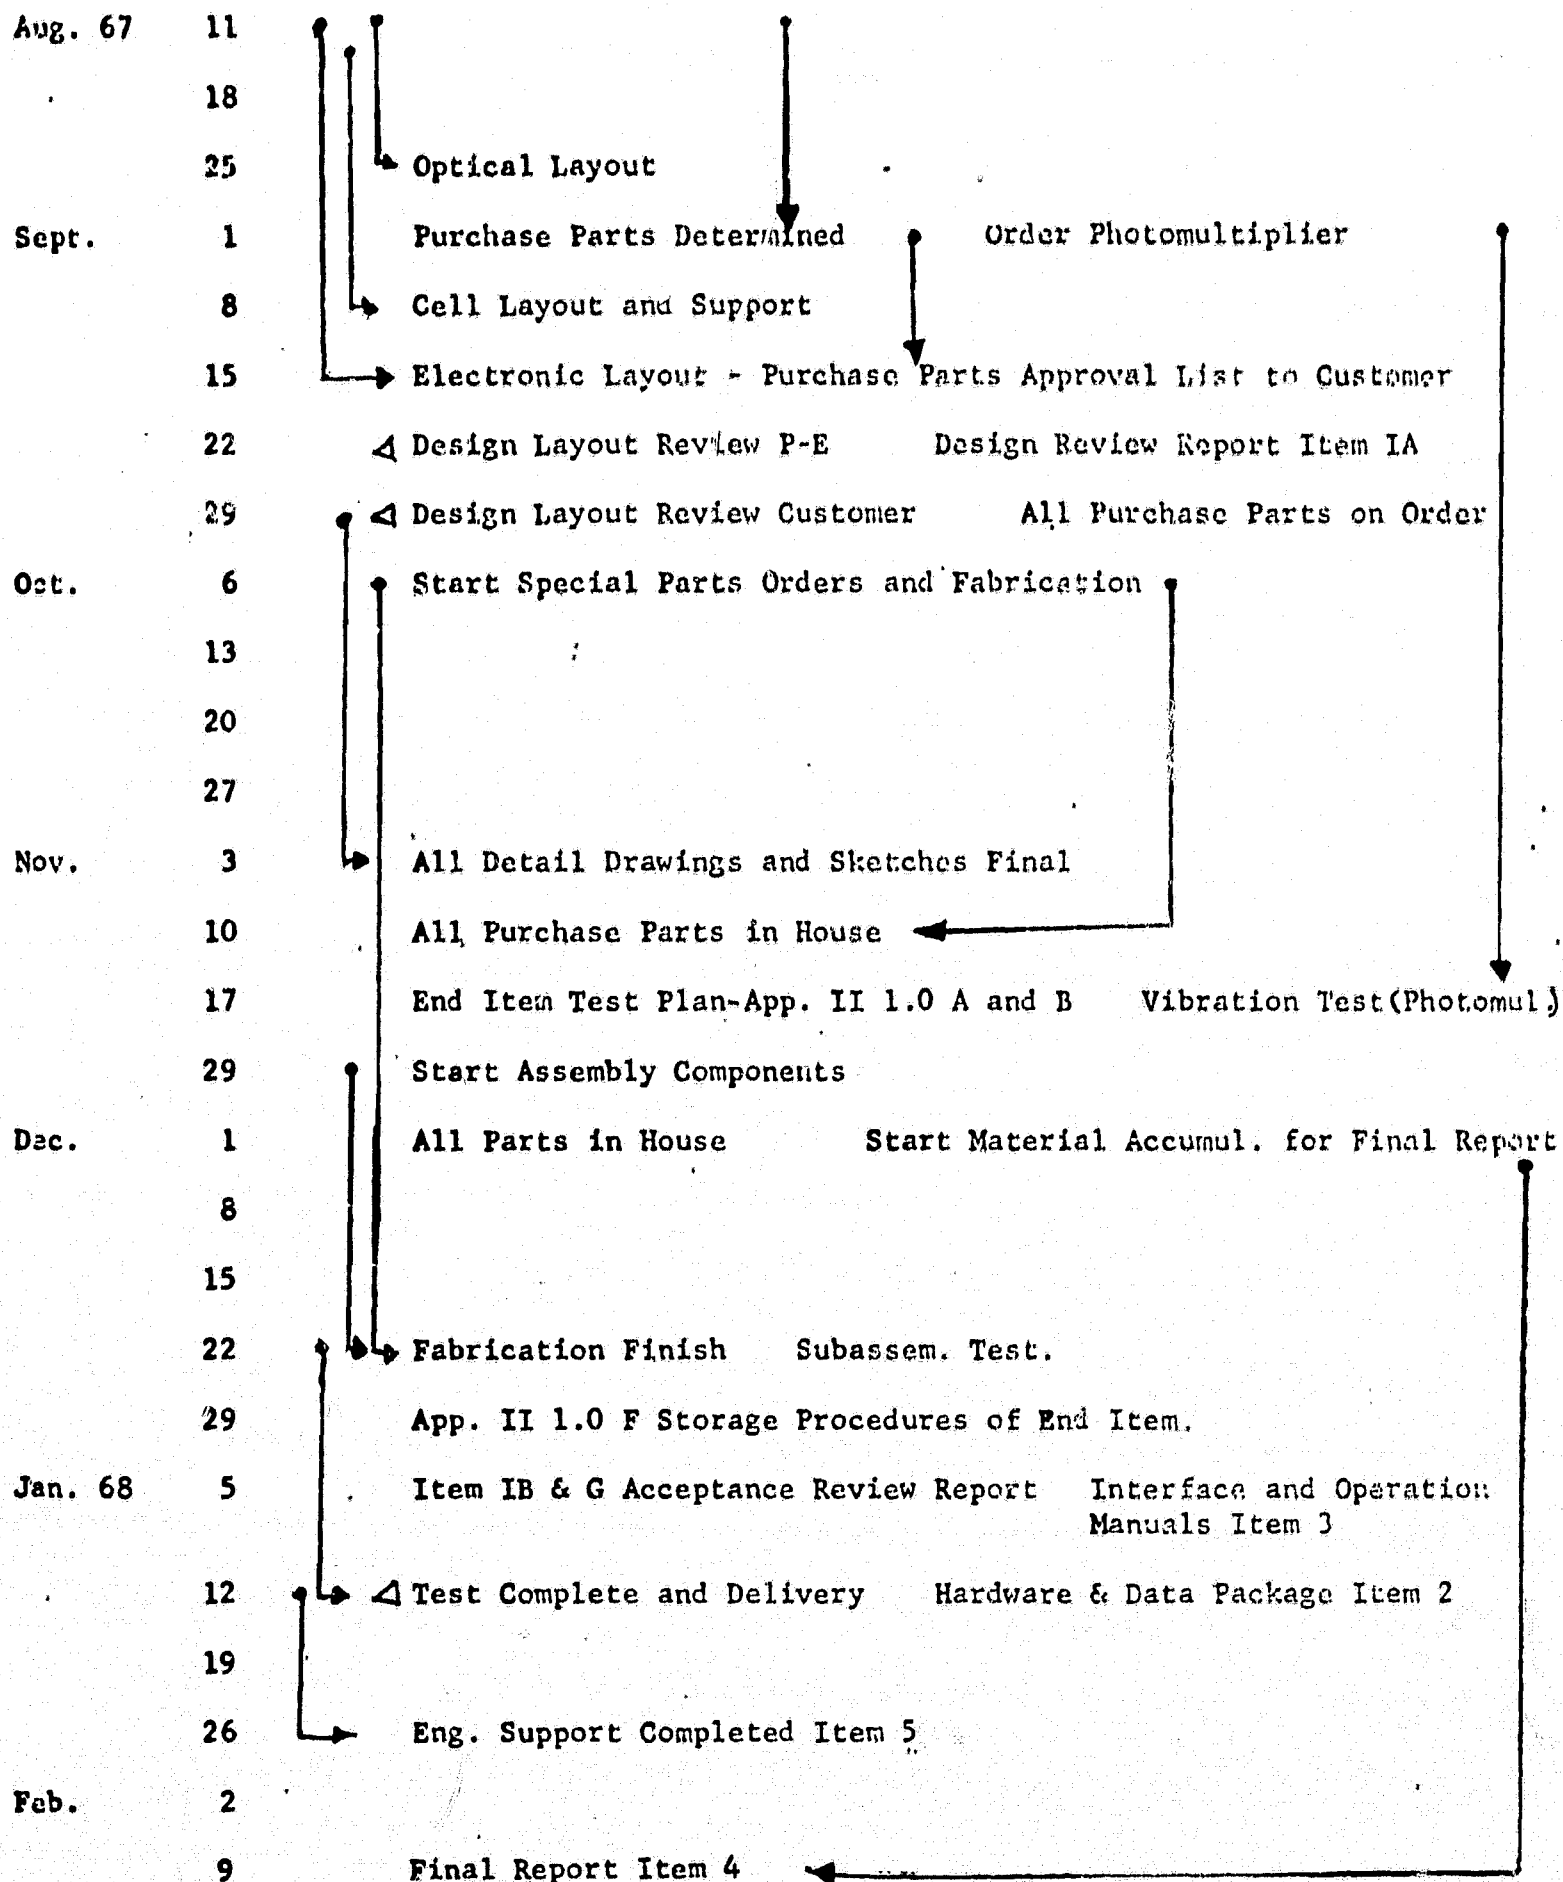 Aug. 67 11
18
25 Optical Layout
Sept. 1 Purchase Parts Determined Order Photomultiplier
8 Cell Layout and Support
15 Electronic Layout - Purchase Parts Approval List to Customer
22 Design Layout Review P-E Design Review Report Item IA
29 Design Layout Review Customer All Purchase Parts on Order
Oct. 6 Start Special Parts Orders and Fabrication
13
20
27
Nov. 3 All Detail Drawings and Sketches Final
10 All Purchase Parts in House
17 End Item Test Plan-App. II 1.0 A and B Vibration Test(Photomul.)
29 Start Assembly Components
Dec. 1 All Parts in House Start Material Accumul. for Final Report
8
15
22 Fabrication Finish Subassem. Test.
29 App. II 1.0 F Storage Procedures of End Item.
Jan. 68 5 Item IB & G Acceptance Review Report Interface and Operation
Manuals Item 3
12 Test Complete and Delivery Hardware & Data Package Item 2
19
26 Eng. Support Completed Item 5
Feb. 2
9 Final Report Item 4